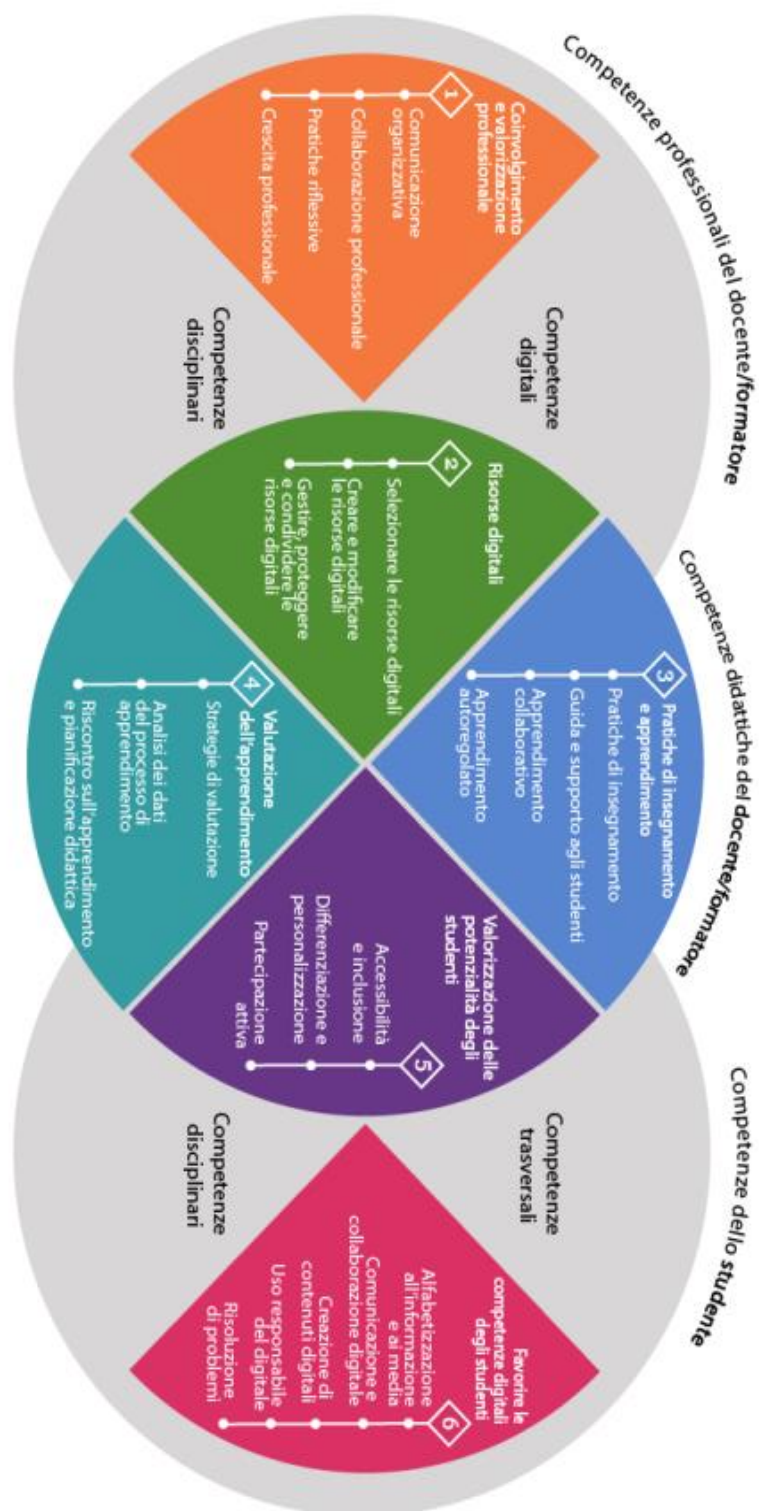 Competenze professionali del docente/formatore
Competenze didattiche del docente/formatore
Competenze dello studente
1
Coinvolgimento
e valorizzazione
professionale
Comunicazione
organizzativa
Collaborazione professionale
Pratiche riflessive
Crescita professionale
Competenze
digitali
Competenze
disciplinari
2
Risorse digitali
Selezionare le risorse digitali
Creare e modificare
le risorse digitali
Gestire, proteggere
e condividere le
risorse digitali
3
Pratiche di insegnamento
e apprendimento
Pratiche di insegnamento
Guida e supporto agli studenti
Apprendimento
collaborativo
Apprendimento
autoregolato
4
Valutazione
dell'apprendimento
Strategie di valutazione
Analisi dei dati
del processo di
apprendimento
Riscontro sull'apprendimento
e pianificazione didattica
5
Valorizzazione delle
potenzialità degli
studenti
Accessibilità
e inclusione
Differenziazione e
personalizzazione
Partecipazione
attiva
Competenze
trasversali
Competenze
disciplinari
6
Favorire le
competenze digitali
degli studenti
Alfabetizzazione
all'informazione
e ai media
Comunicazione e
collaborazione digitale
Creazione di
contenuti digitali
Uso responsabile
del digitale
Risoluzione
di problemi